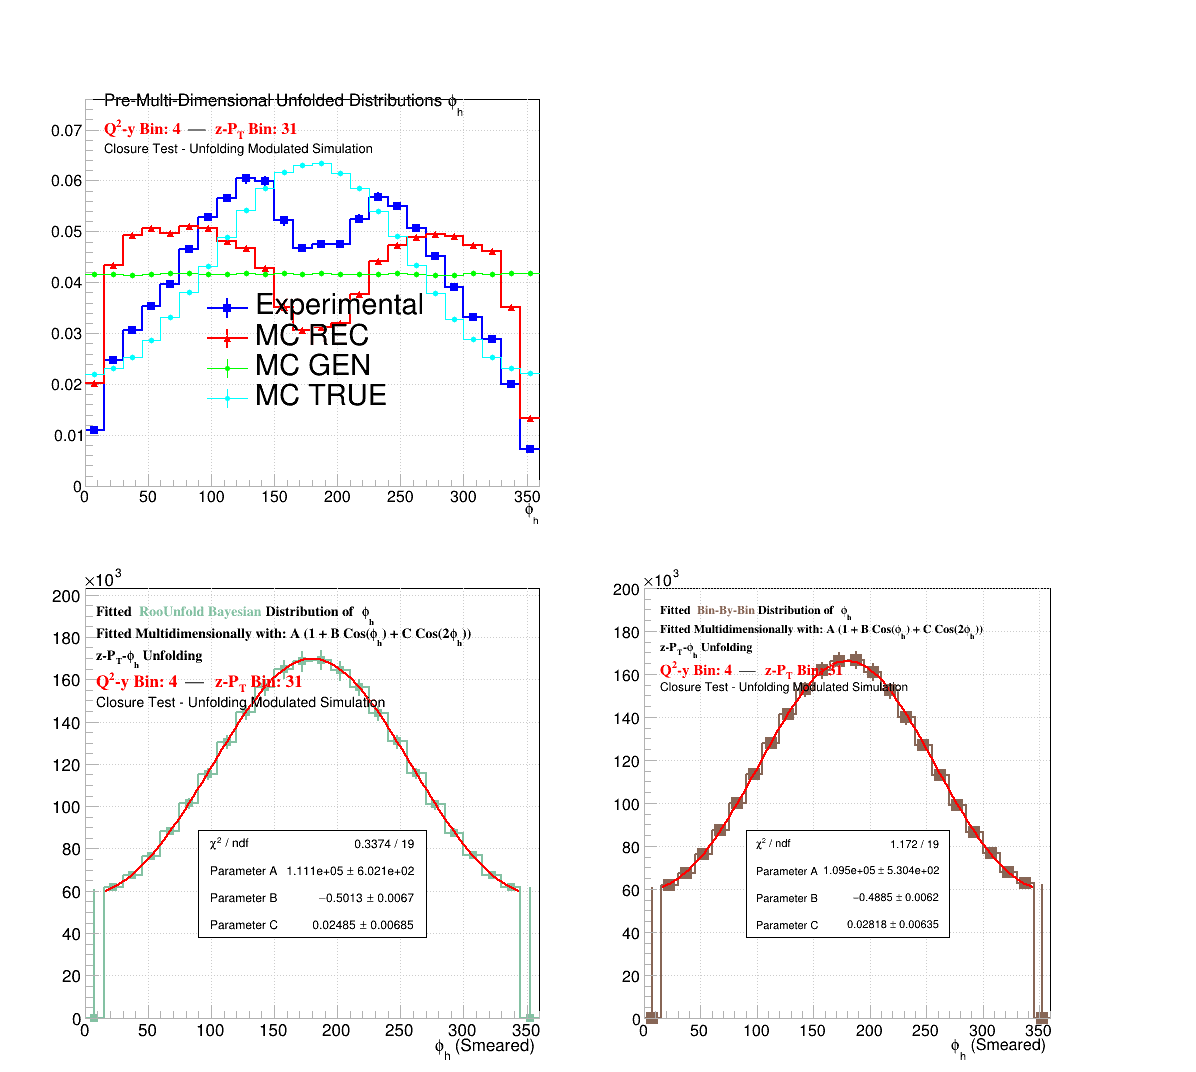 Pre-Multi-Dimensional Unfolded Distributions ϕh
Q²-y Bin: 4 — z-PT Bin: 31
Closure Test - Unfolding Modulated Simulation
0.07
0.06
0.05
0.04
0.03
0.02
0.01
0
Experimental
MC REC
MC GEN
MC TRUE
0 50 100 150 200 250 300 350
ϕh
×10³
200
180
160
140
120
100
80
60
40
20
0
Fitted RooUnfold Bayesian Distribution of ϕh
Fitted Multidimensionally with: A (1 + B Cos(ϕh) + C Cos(2ϕh))
z-PT-ϕh Unfolding
Q²-y Bin: 4 — z-PT Bin: 31
Closure Test - Unfolding Modulated Simulation
χ² / ndf 0.3374 / 19
Parameter A 1.111e+05 ± 6.021e+02
Parameter B −0.5013 ± 0.0067
Parameter C 0.02485 ± 0.00685
0 50 100 150 200 250 300 350
ϕh (Smeared)
×10³
200
180
160
140
120
100
80
60
40
20
0
Fitted Bin-By-Bin Distribution of ϕh
Fitted Multidimensionally with: A (1 + B Cos(ϕh) + C Cos(2ϕh))
z-PT-ϕh Unfolding
Q²-y Bin: 4 — z-PT Bin: 31
Closure Test - Unfolding Modulated Simulation
χ² / ndf 1.172 / 19
Parameter A 1.095e+05 ± 5.304e+02
Parameter B −0.4885 ± 0.0062
Parameter C 0.02818 ± 0.00635
0 50 100 150 200 250 300 350
ϕh (Smeared)